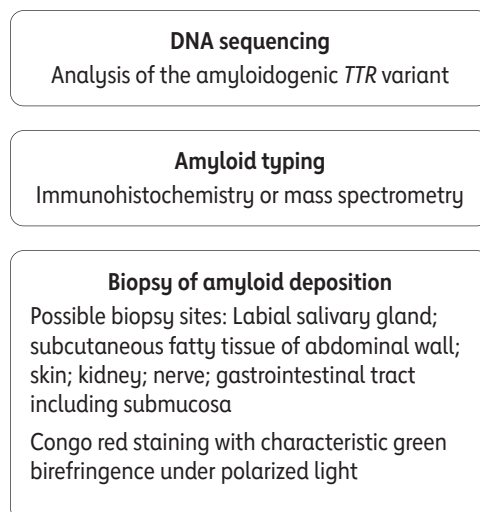 DNA sequencing
Analysis of the amyloidogenic TTR variant
Amyloid typing
Immunohistochemistry or mass spectrometry
Biopsy of amyloid deposition
Possible biopsy sites: Labial salivary gland;
subcutaneous fatty tissue of abdominal wall;
skin; kidney; nerve; gastrointestinal tract
including submucosa
Congo red staining with characteristic green
birefringence under polarized light